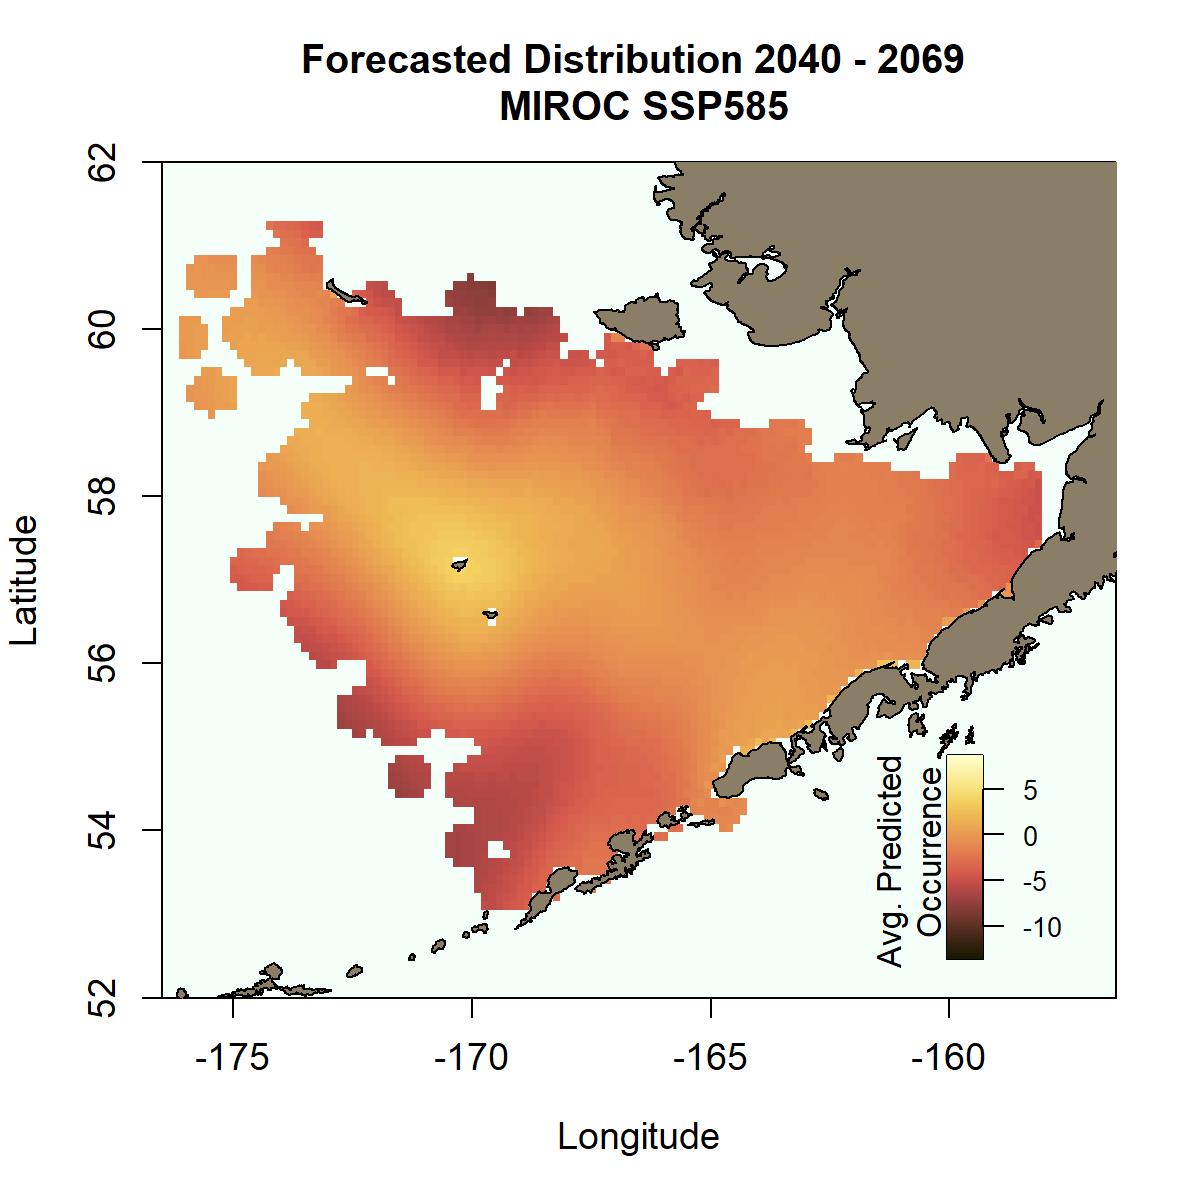 Forecasted Distribution 2040 - 2069
MIROC SSP585
62
60
58
56
54
52
Latitude
-175
-170
-165
-160
Longitude
Avg. Predicted
Occurrence
5
0
-5
-10